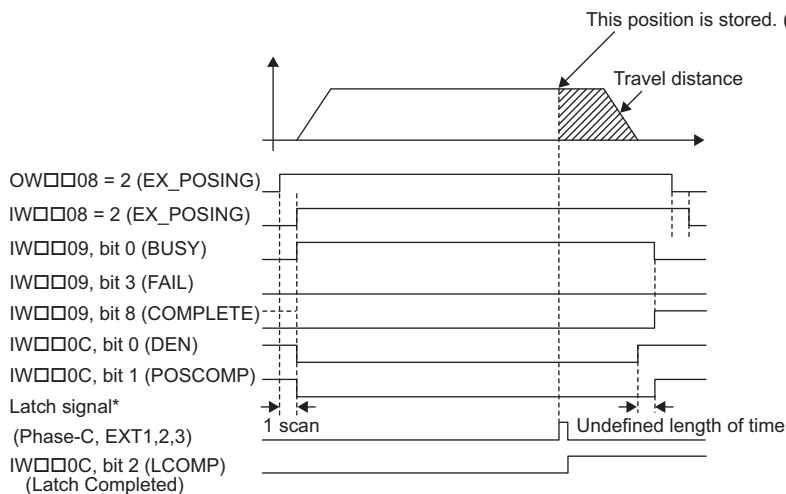 This position is stored. (
Travel distance
OW□□08 = 2 (EX_POSING)
IW□□08 = 2 (EX_POSING)
IW□□09, bit 0 (BUSY)
IW□□09, bit 3 (FAIL)
IW□□09, bit 8 (COMPLETE)
IW□□0C, bit 0 (DEN)
IW□□0C, bit 1 (POSCOMP)
Latch signal*
1 scan
Undefined length of time
(Phase-C, EXT1,2,3)
IW□□0C, bit 2 (LCOMP)
(Latch Completed)